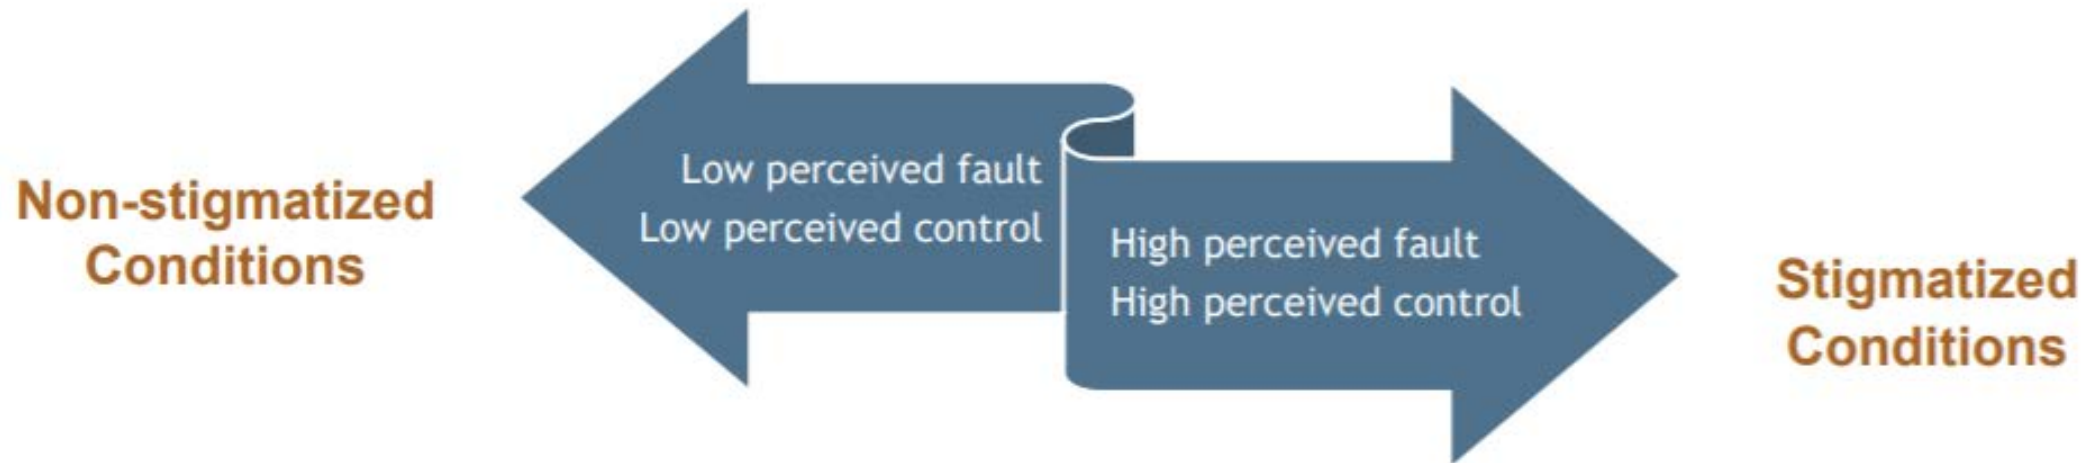 Non-stigmatized
Conditions
Low perceived fault
Low perceived control
High perceived fault
High perceived control
Stigmatized
Conditions